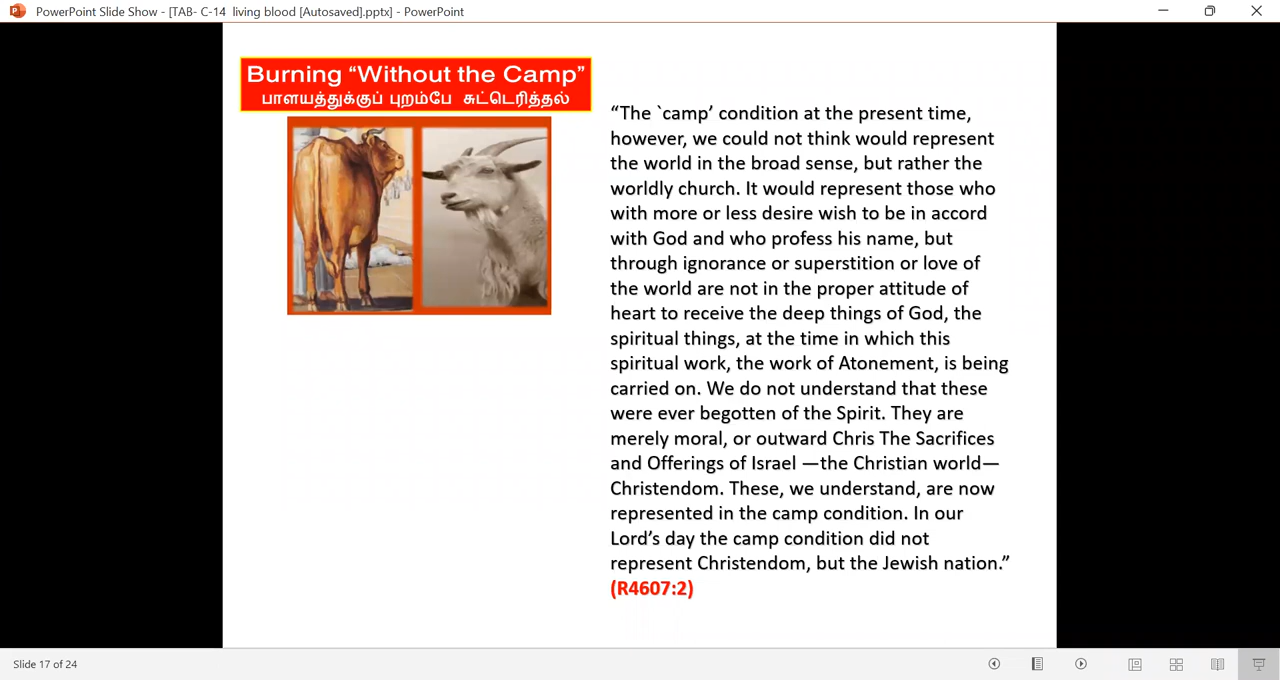 PowerPoint Slide Show - [TAB- C-14 living blood [Autosaved].pptx] - PowerPoint
Burning “Without the Camp”
பாளயத்துக்குப் புறம்பே சுட்டெரித்தல்
“The `camp’ condition at the present time,
however, we could not think would represent
the world in the broad sense, but rather the
worldly church. It would represent those who
with more or less desire wish to be in accord
with God and who profess his name, but
through ignorance or superstition or love of
the world are not in the proper attitude of
heart to receive the deep things of God, the
spiritual things, at the time in which this
spiritual work, the work of Atonement, is being
carried on. We do not understand that these
were ever begotten of the Spirit. They are
merely moral, or outward Chris The Sacrifices
and Offerings of Israel —the Christian world—
Christendom. These, we understand, are now
represented in the camp condition. In our
Lord’s day the camp condition did not
represent Christendom, but the Jewish nation.”
(R4607:2)
Slide 17 of 24